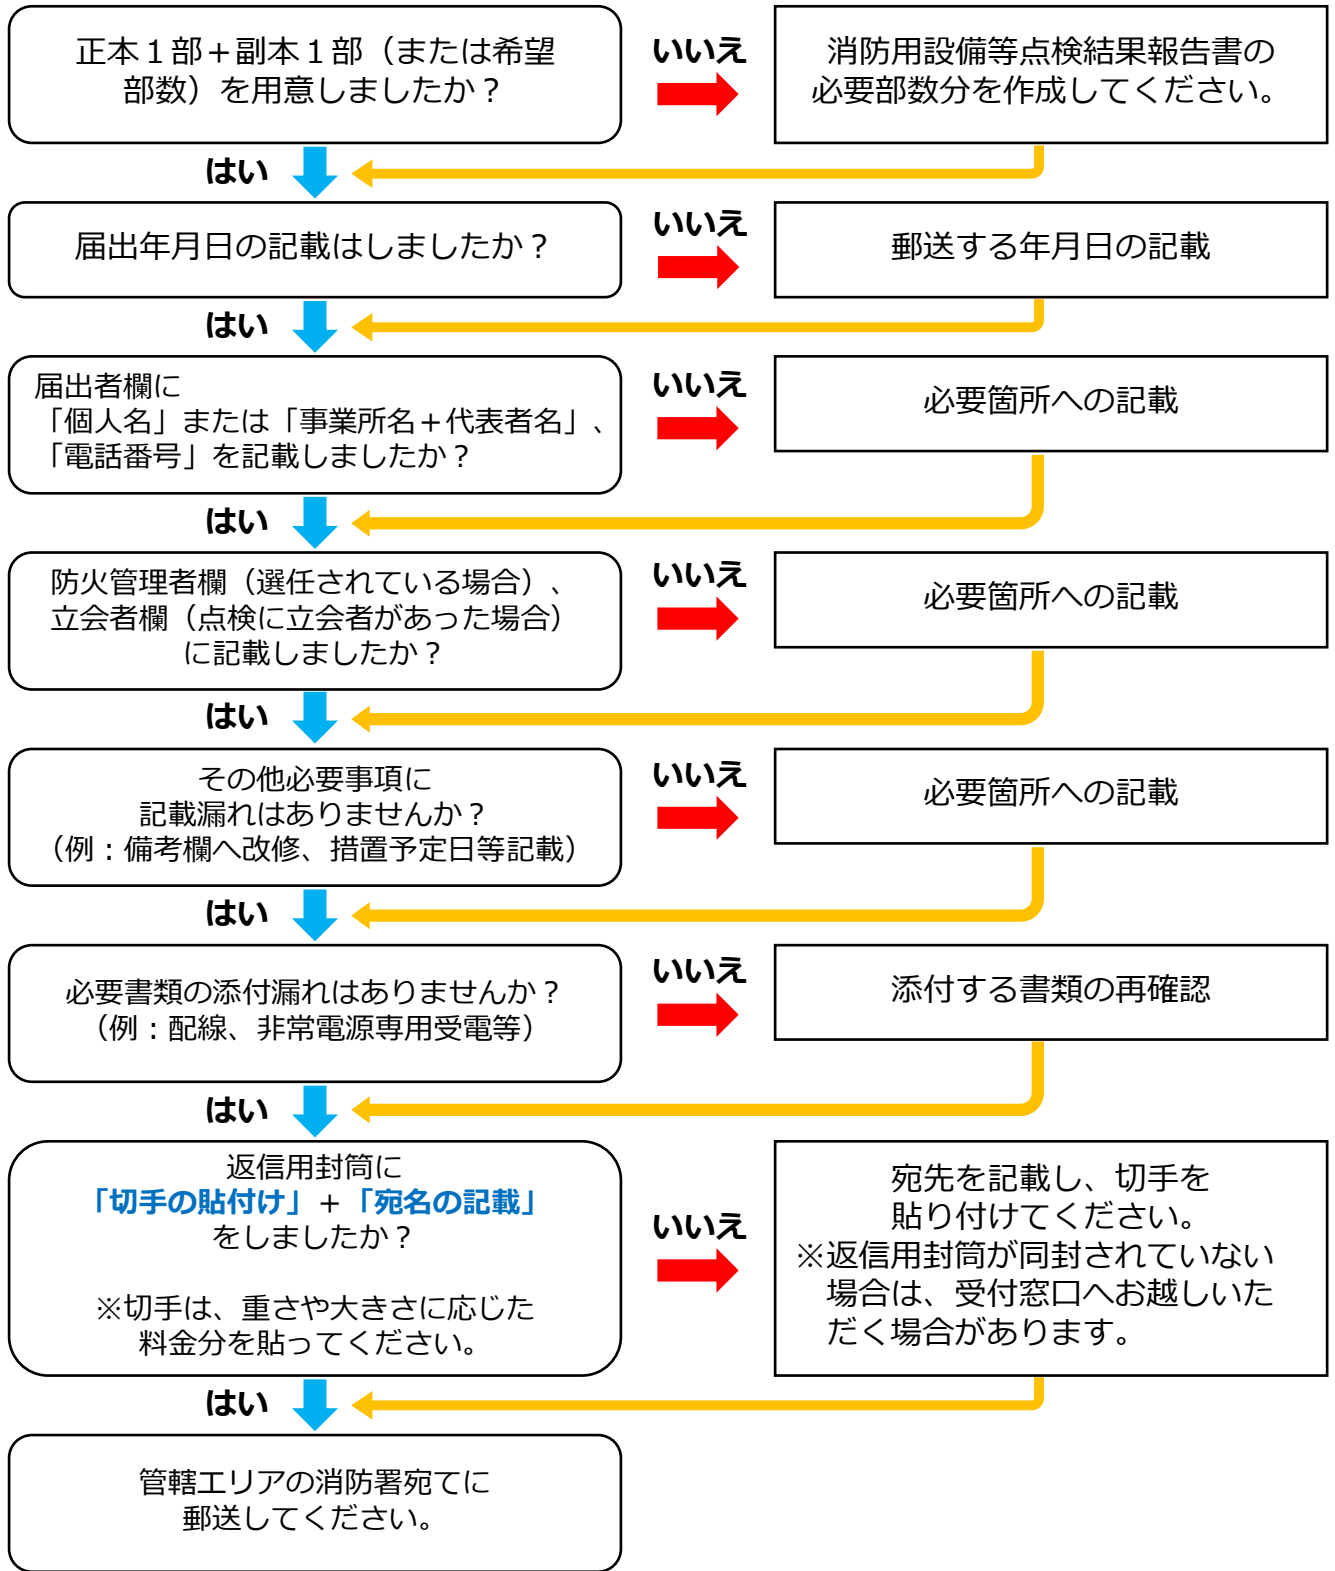 正本１部＋副本１部（または希望
部数）を用意しましたか？
いいえ
消防用設備等点検結果報告書の
必要部数分を作成してください。
はい
届出年月日の記載はしましたか？
いいえ
郵送する年月日の記載
はい
届出者欄に
「個人名」または「事業所名＋代表者名」、
「電話番号」を記載しましたか？
いいえ
必要箇所への記載
はい
防火管理者欄（選任されている場合）、
立会者欄（点検に立会者があった場合）
に記載しましたか？
いいえ
必要箇所への記載
はい
その他必要事項に
記載漏れはありませんか？
（例：備考欄へ改修、措置予定日等記載）
いいえ
必要箇所への記載
はい
必要書類の添付漏れはありませんか？
（例：配線、非常電源専用受電等）
いいえ
添付する書類の再確認
はい
返信用封筒に
「切手の貼付け」＋「宛名の記載」
をしましたか？
※切手は、重さや大きさに応じた
料金分を貼ってください。
いいえ
宛先を記載し、切手を
貼り付けてください。
※返信用封筒が同封されていない
場合は、受付窓口へお越しいた
だく場合があります。
はい
管轄エリアの消防署宛てに
郵送してください。